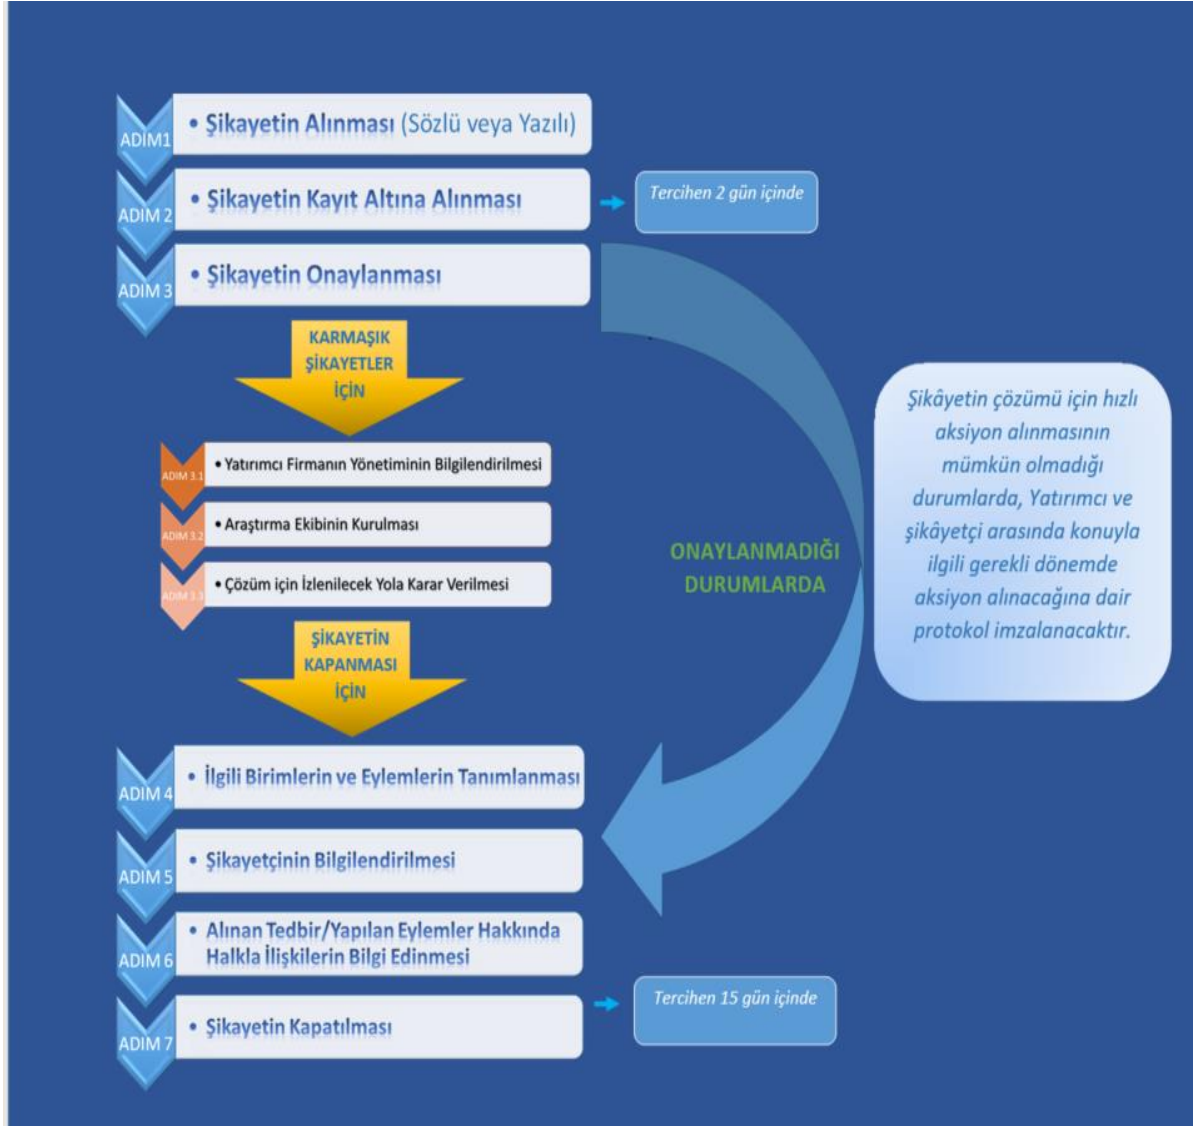 ADIM1
• Şikayetin Alınması (Sözlü veya Yazılı)
ADIM 2
• Şikayetin Kayıt Altına Alınması
Tercihen 2 gün içinde
ADIM 3
• Şikayetin Onaylanması
KARMAŞIK
ŞİKAYETLER
İÇİN
ADIM 3.1
• Yatırımcı Firmanın Yönetiminin Bilgilendirilmesi
ADIM 3.2
• Araştırma Ekibinin Kurulması
ADIM 3.3
• Çözüm için İzlenilecek Yola Karar Verilmesi
ONAYLANMADIĞI
DURUMLARDA
Şikâyetin çözümü için hızlı
aksiyon alınmasının
mümkün olmadığı
durumlarda, Yatırımcı ve
şikâyetçi arasında konuyla
ilgili gerekli dönemde
aksiyon alınacağına dair
protokol imzalanacaktır.
ŞİKAYETİN
KAPANMASI
İÇİN
ADIM 4
• İlgili Birimlerin ve Eylemlerin Tanımlanması
ADIM 5
• Şikayetçinin Bilgilendirilmesi
ADIM 6
• Alınan Tedbir/Yapılan Eylemler Hakkında
Halkla İlişkilerin Bilgi Edinmesi
Tercihen 15 gün içinde
ADIM 7
• Şikayetin Kapatılması